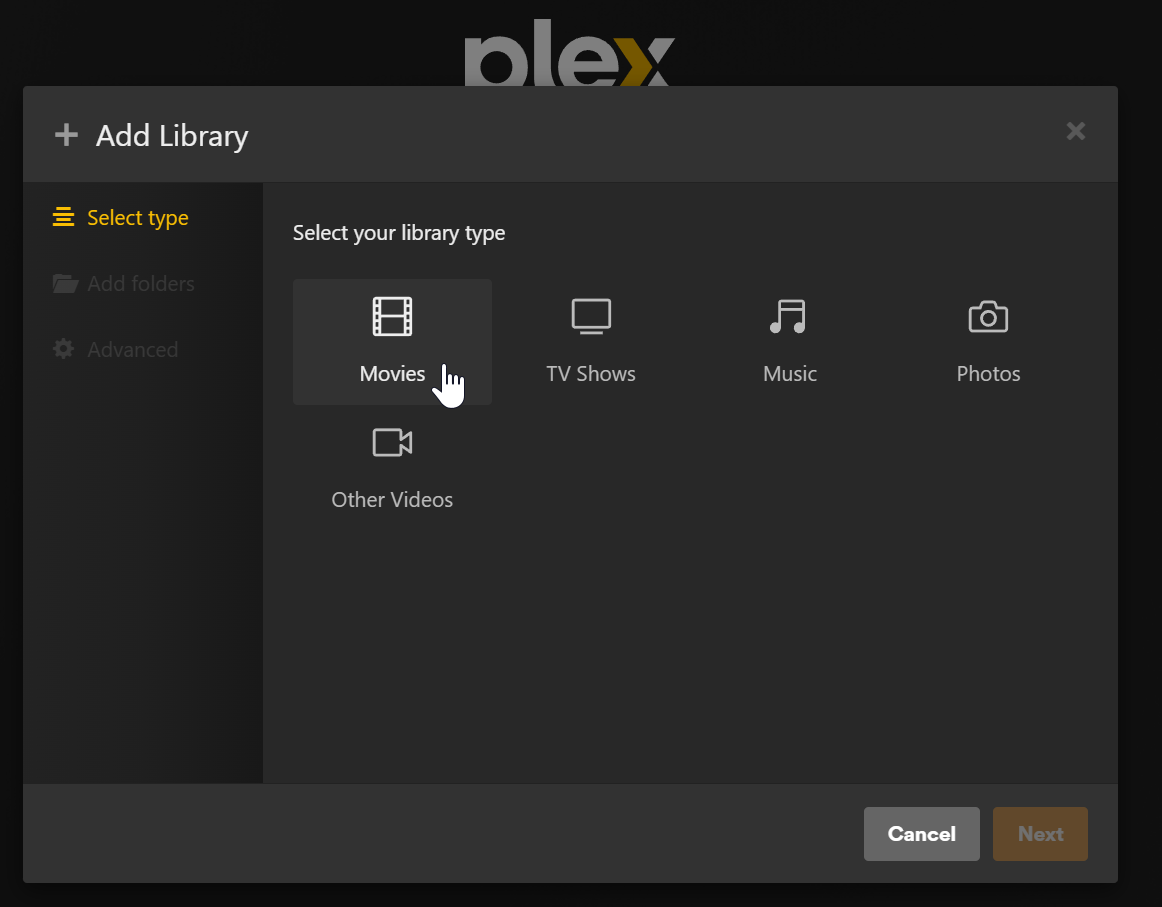 plex
Add Library
Select type
Add folders
Advanced
Select your library type
Movies
TV Shows
Music
Photos
Other Videos
Cancel
Next